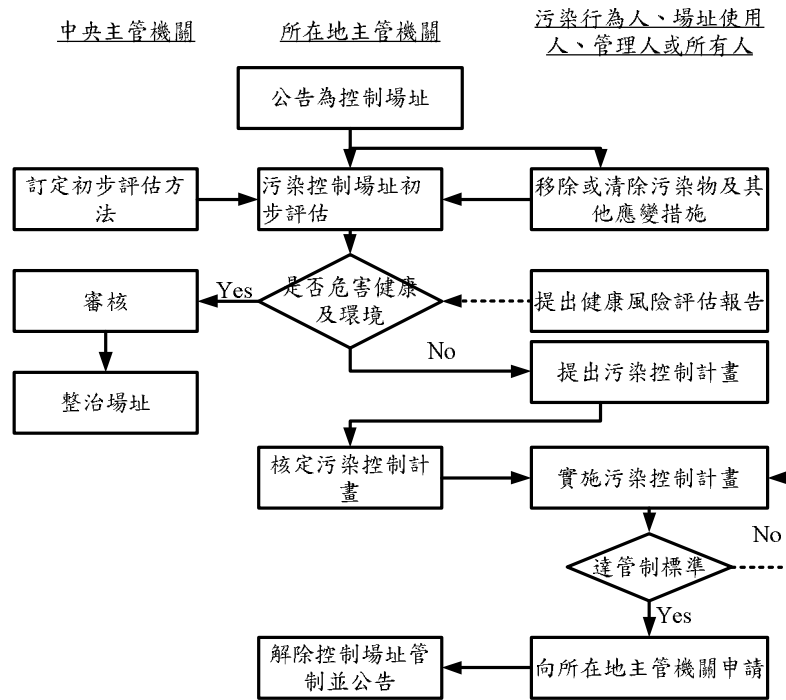 中央主管機關
所在地主管機關
污染行為人、場址使用
人、管理人或所有人
公告為控制場址
訂定初步評估方
法
污染控制場址初
步評估
移除或清除污染物及其
他應變措施
審核
Yes
是否危害健康
及環境
提出健康風險評估報告
No
提出污染控制計畫
整治場址
核定污染控制計
畫
實施污染控制計畫
達管制標準
No
Yes
解除控制場址管
制並公告
向所在地主管機關申請